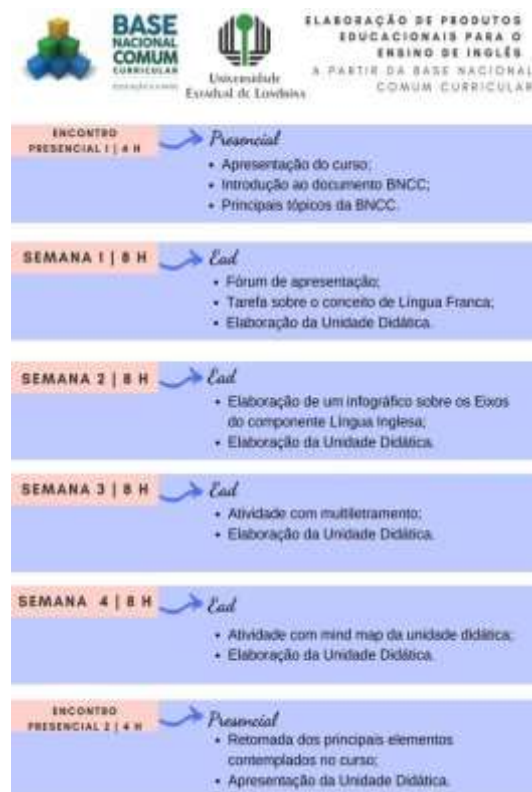 BASE
NACIONAL
COMUM
CURRICULAR
Universidade
Estadual de Londrina
ELABORAÇÃO DE PRODUTOS
EDUCACIONAIS PARA O
ENSINO DE INGLÊS
A PARTIR DA BASE NACIONAL
COMUM CURRICULAR
ENCONTRO
PRESENCIAL 1 | 4 H
Presencial
• Apresentação do curso;
• Introdução ao documento BNCC;
• Principais tópicos da BNCC.
SEMANA 1 | 8 H
Ead
• Fórum de apresentação;
• Tarefa sobre o conceito de Língua Franca;
• Elaboração da Unidade Didática.
SEMANA 2 | 8 H
Ead
• Elaboração de um infográfico sobre os Eixos
do componente Língua Inglesa;
• Elaboração da Unidade Didática.
SEMANA 3 | 8 H
Ead
• Atividade com multiletramento;
• Elaboração da Unidade Didática.
SEMANA 4 | 8 H
Ead
• Atividade com mind map da unidade didática;
• Elaboração da Unidade Didática.
ENCONTRO
PRESENCIAL 2 | 4 H
Presencial
• Retomada dos principais elementos
contemplados no curso;
• Apresentação da Unidade Didática.